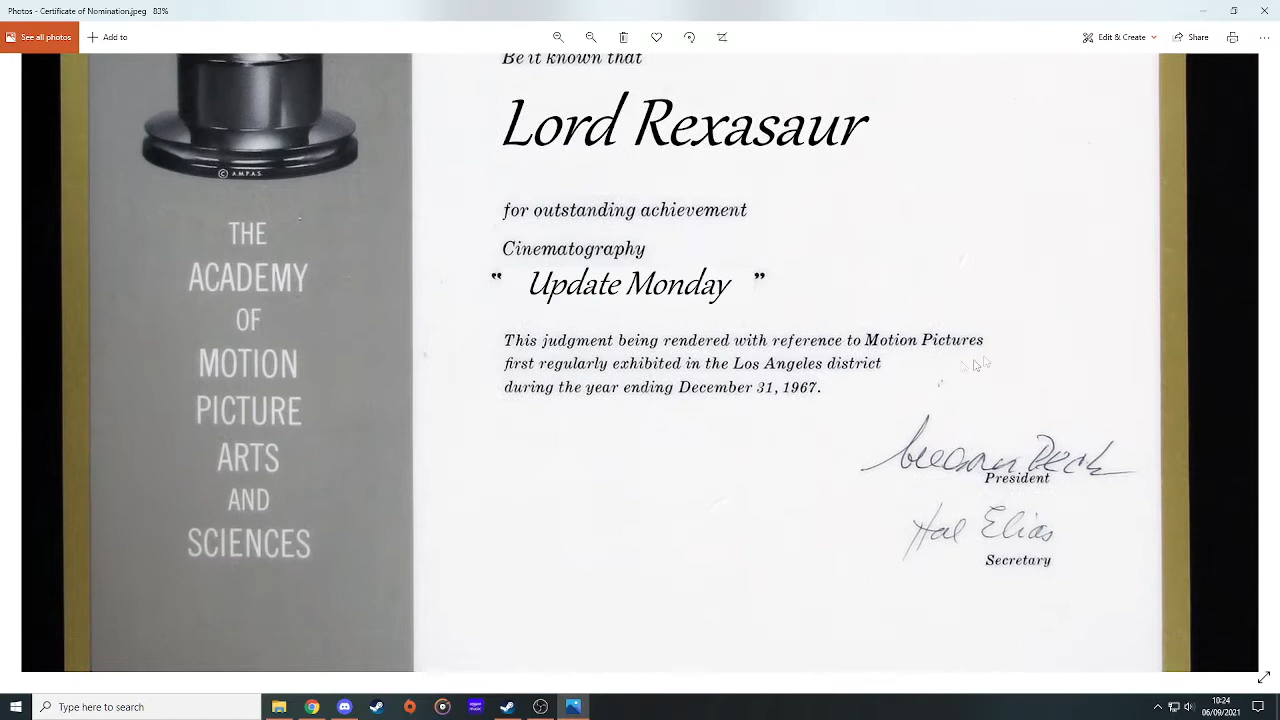 Photos - Certificate of Nomination.jpeg 83%
See all photos
Add to
Edit & Create
Share
Be it known that
Lord Rexasaur
for outstanding achievement
Cinematography
" Update Monday "
This judgment being rendered with reference to Motion Pictures
first regularly exhibited in the Los Angeles district
during the year ending December 31, 1967.
President
Hal Elias
Secretary
© A.M.P.A.S.
THE
ACADEMY
OF
MOTION
PICTURE
ARTS
AND
SCIENCES
Type here to search
10:24
06/09/2021